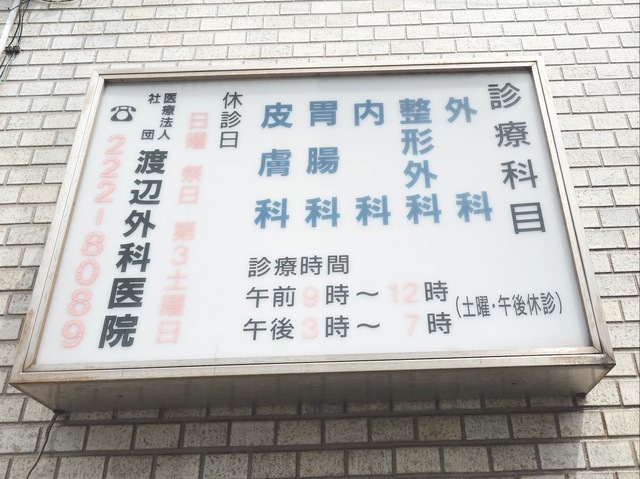 診療科目
外科
整形外科
内科
胃腸科
皮膚科
診療時間
午前9時〜12時
午後3時〜7時
(土曜・午後休診)
休診日
日曜 祭日 第3土曜日
医療法人
社団
渡辺外科医院
☎222-8089